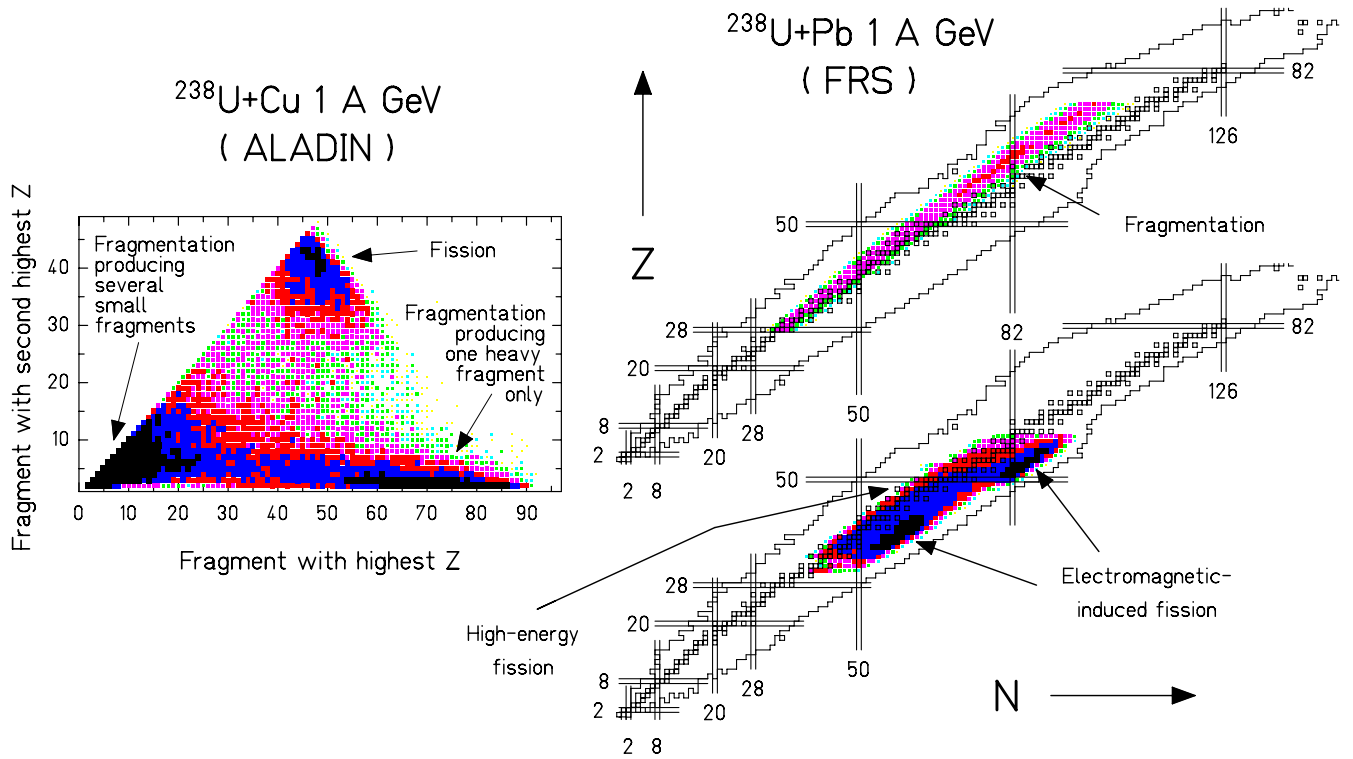 ²³⁸U+Cu 1 A GeV
( ALADIN )
Fragment with second highest Z
40
30
20
10
Fragmentation
producing
several
small
fragments
Fission
Fragmentation
producing
one heavy
fragment
only
0 10 20 30 40 50 60 70 80 90
Fragment with highest Z
²³⁸U+Pb 1 A GeV
( FRS )
Z
82
126
50
Fragmentation
28
82
20
50
8
28
2
20
2 8
82
126
50
Electromagnetic-
induced fission
28
High-energy
fission
20
50
8
28
2
20
2 8
N